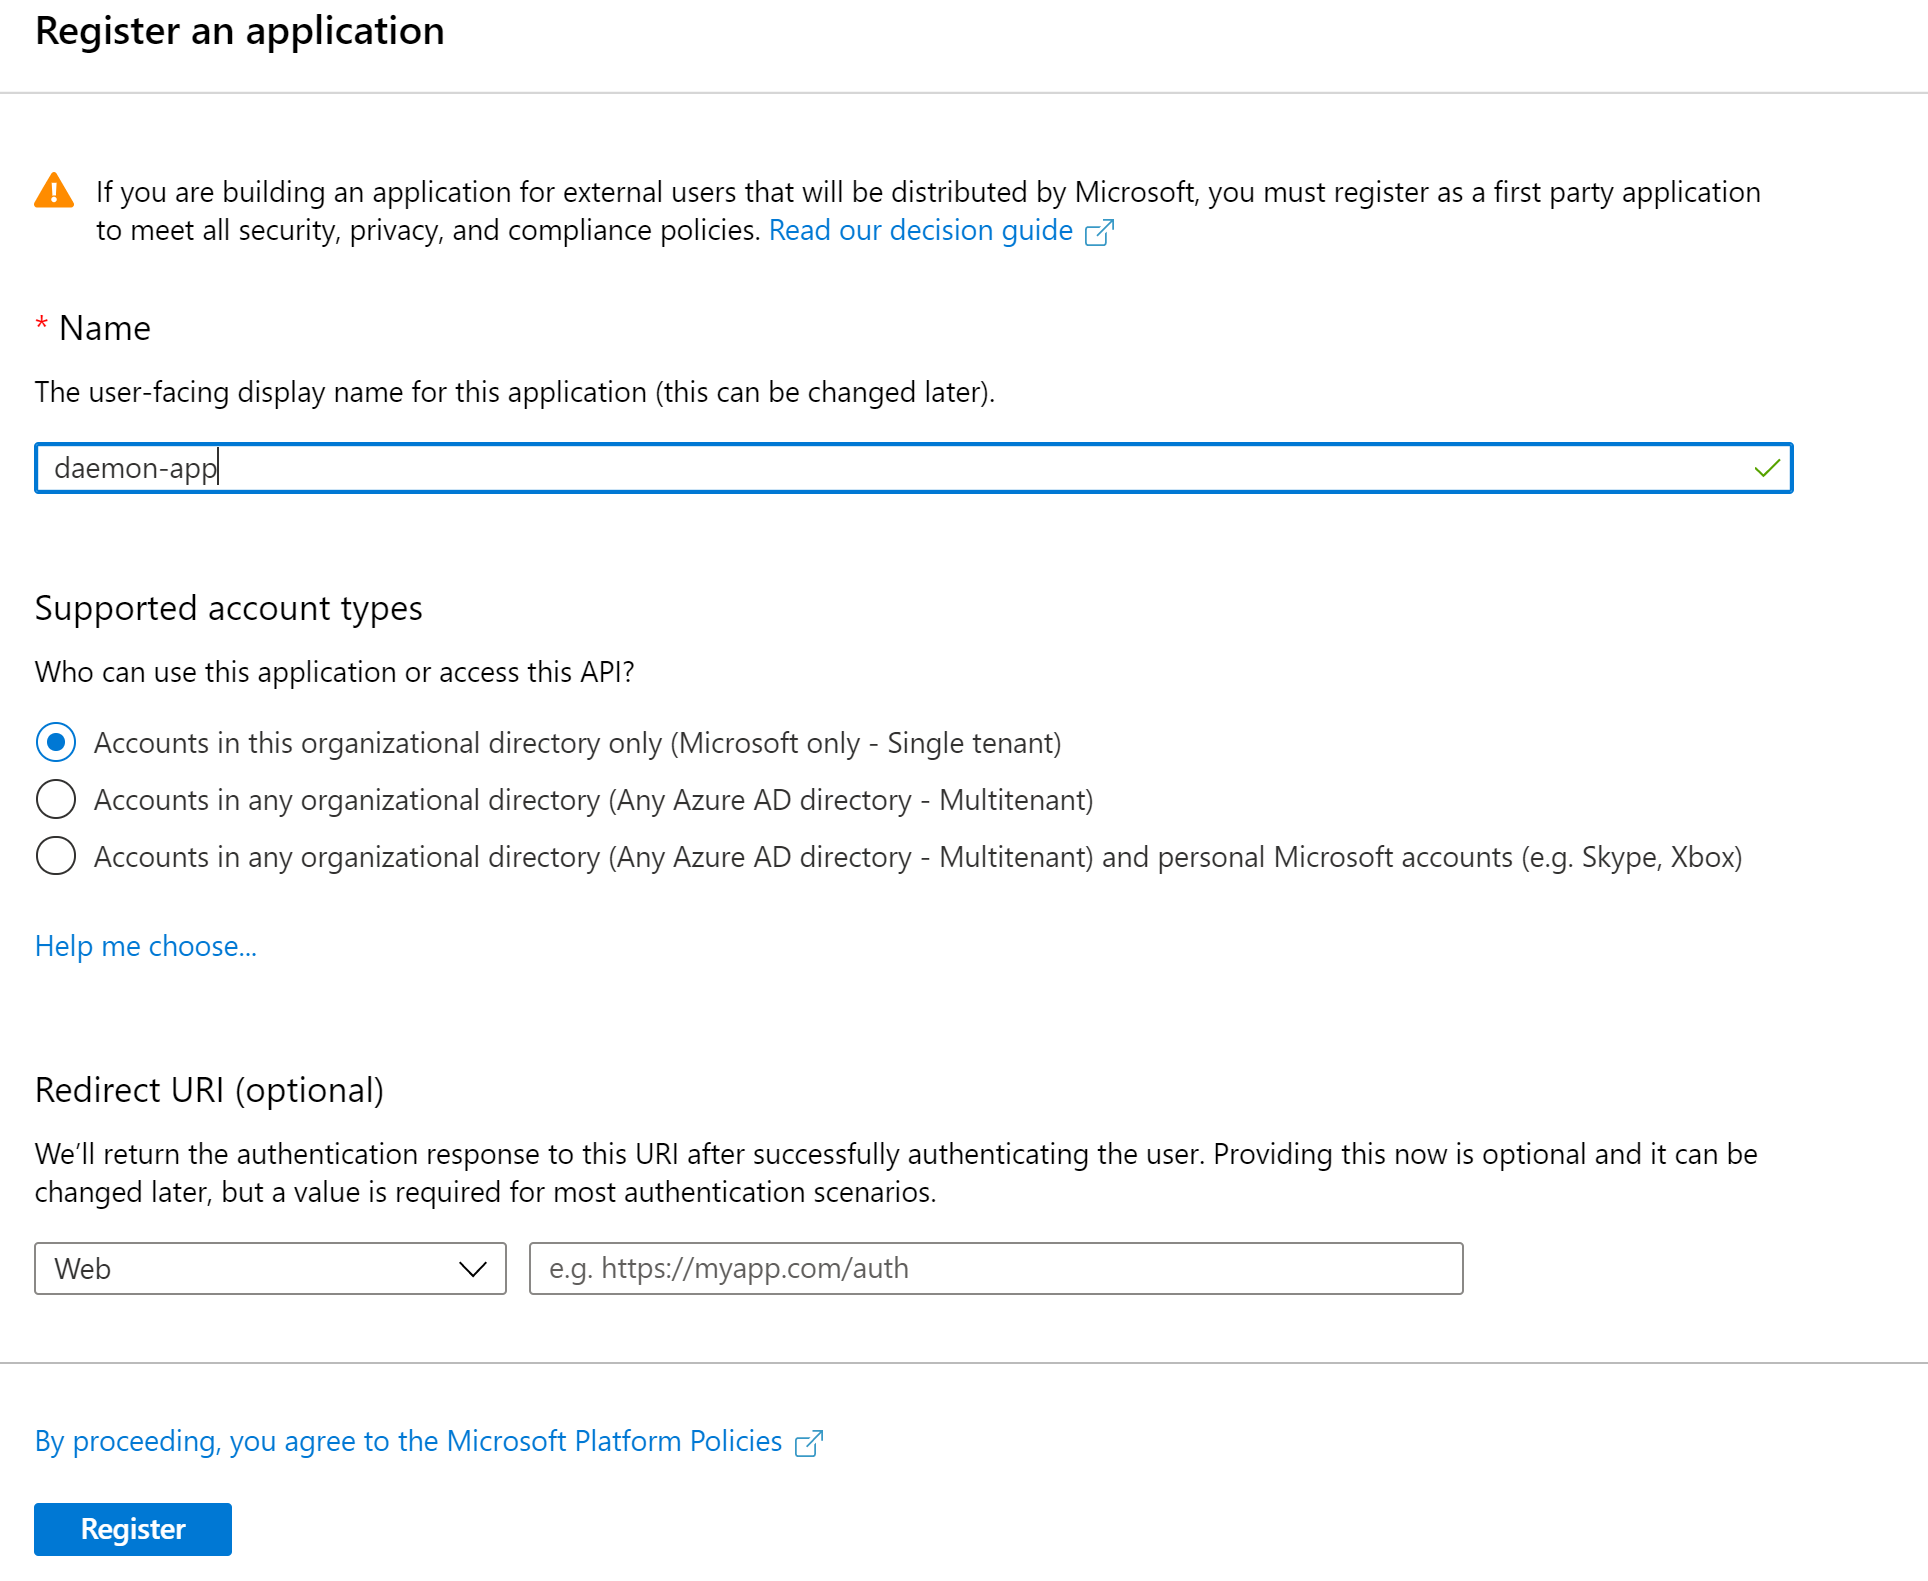 Register an application
If you are building an application for external users that will be distributed by Microsoft, you must register as a first party application
to meet all security, privacy, and compliance policies. Read our decision guide
* Name
The user-facing display name for this application (this can be changed later).
daemon-app
Supported account types
Who can use this application or access this API?
Accounts in this organizational directory only (Microsoft only - Single tenant)
Accounts in any organizational directory (Any Azure AD directory - Multitenant)
Accounts in any organizational directory (Any Azure AD directory - Multitenant) and personal Microsoft accounts (e.g. Skype, Xbox)
Help me choose...
Redirect URI (optional)
We’ll return the authentication response to this URI after successfully authenticating the user. Providing this now is optional and it can be
changed later, but a value is required for most authentication scenarios.
Web
e.g. https://myapp.com/auth
By proceeding, you agree to the Microsoft Platform Policies
Register